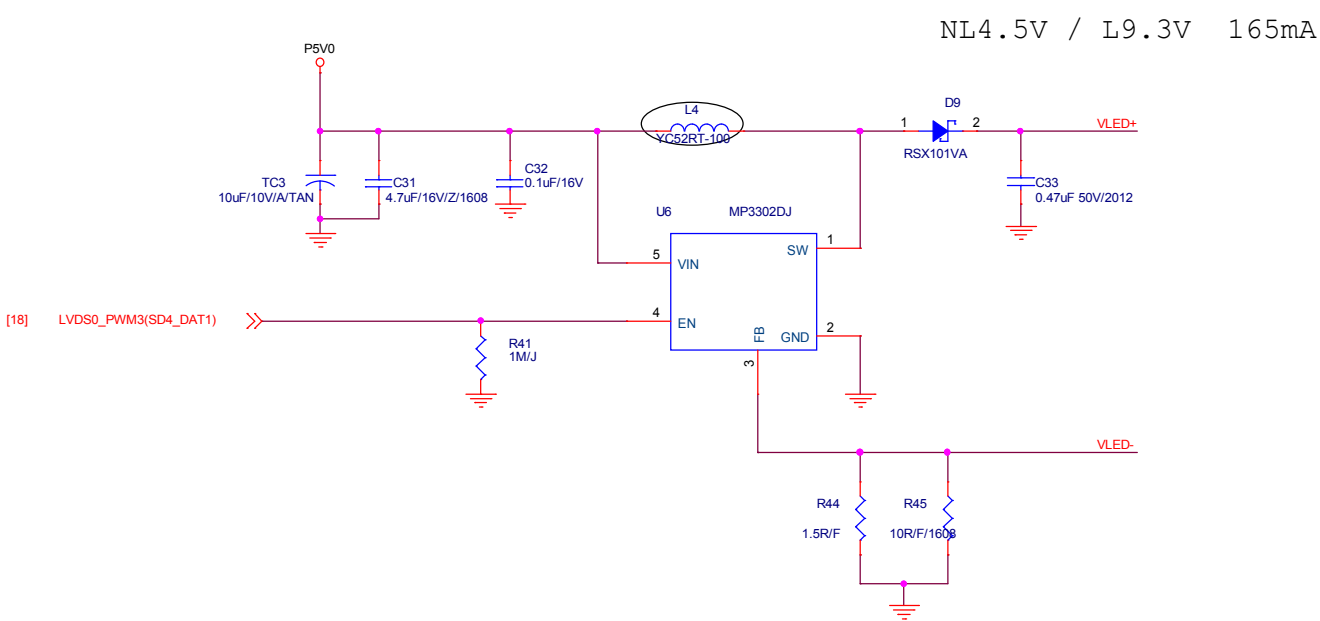 NL4.5V / L9.3V 165mA
P5V0
L4
YC52RT-100
D9
1
2
VLED+
RSX101VA
TC3
10uF/10V/A/TAN
C31
4.7uF/16V/Z/1608
C32
0.1uF/16V
C33
0.47uF 50V/2012
U6
MP3302DJ
5
VIN
SW
1
[18]
LVDS0_PWM3(SD4_DAT1)
4
EN
FB
GND
2
3
R41
1M/J
VLED-
R44
1.5R/F
R45
10R/F/1608